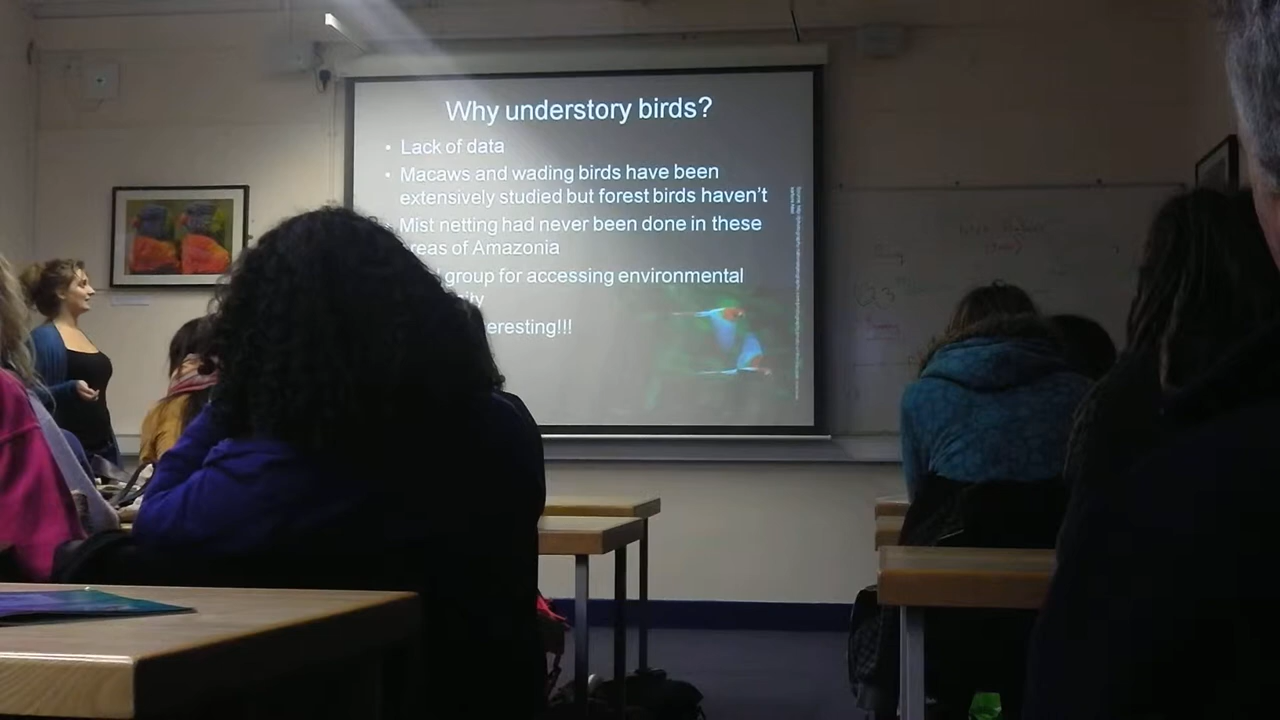 Why understory birds?
• Lack of data
• Macaws and wading birds have been
extensively studied but forest birds haven't
Mist netting had never been done in these
reas of Amazonia
group for accessing environmental
ity
eresting!!!